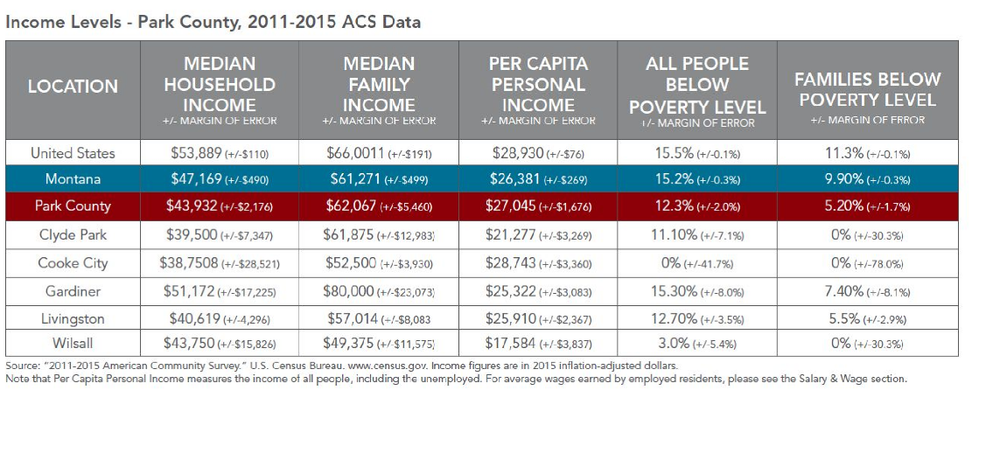 Income Levels - Park County, 2011-2015 ACS Data
LOCATION MEDIAN HOUSEHOLD INCOME +/- MARGIN OF ERROR MEDIAN FAMILY INCOME +/- MARGIN OF ERROR PER CAPITA PERSONAL INCOME +/- MARGIN OF ERROR ALL PEOPLE BELOW POVERTY LEVEL +/- MARGIN OF ERROR FAMILIES BELOW POVERTY LEVEL +/- MARGIN OF ERROR
United States $53,889 (+/-$110) $66,0011 (+/-$191) $28,930 (+/-$76) 15.5% (+/-0.1%) 11.3% (+/-0.1%)
Montana $47,169 (+/-$490) $61,271 (+/-$499) $26,381 (+/-$269) 15.2% (+/-0.3%) 9.90% (+/-0.3%)
Park County $43,932 (+/-$2,176) $62,067 (+/-$5,460) $27,045 (+/-$1,676) 12.3% (+/-2.0%) 5.20% (+/-1.7%)
Clyde Park $39,500 (+/-$7,347) $61,875 (+/-$12,983) $21,277 (+/-$3,269) 11.10% (+/-7.1%) 0% (+/-30.3%)
Cooke City $38,7508 (+/-$28,521) $52,500 (+/-$3,930) $28,743 (+/-$3,360) 0% (+/-41.7%) 0% (+/-78.0%)
Gardiner $51,172 (+/-$17,225) $80,000 (+/-$23,073) $25,322 (+/-$3,083) 15.30% (+/-8.0%) 7.40% (+/-8.1%)
Livingston $40,619 (+/-4,296) $57,014 (+/-$8,083 $25,910 (+/-$2,367) 12.70% (+/-3.5%) 5.5% (+/-2.9%)
Wilsall $43,750 (+/-$15,826) $49,375 (+/-$11,575) $17,584 (+/-$3,837) 3.0% (+/-5.4%) 0% (+/-30.3%)
Source: "2011-2015 American Community Survey." U.S. Census Bureau. www.census.gov. Income figures are in 2015 inflation-adjusted dollars.
Note that Per Capita Personal Income measures the income of all people, including the unemployed. For average wages earned by employed residents, please see the Salary & Wage section.